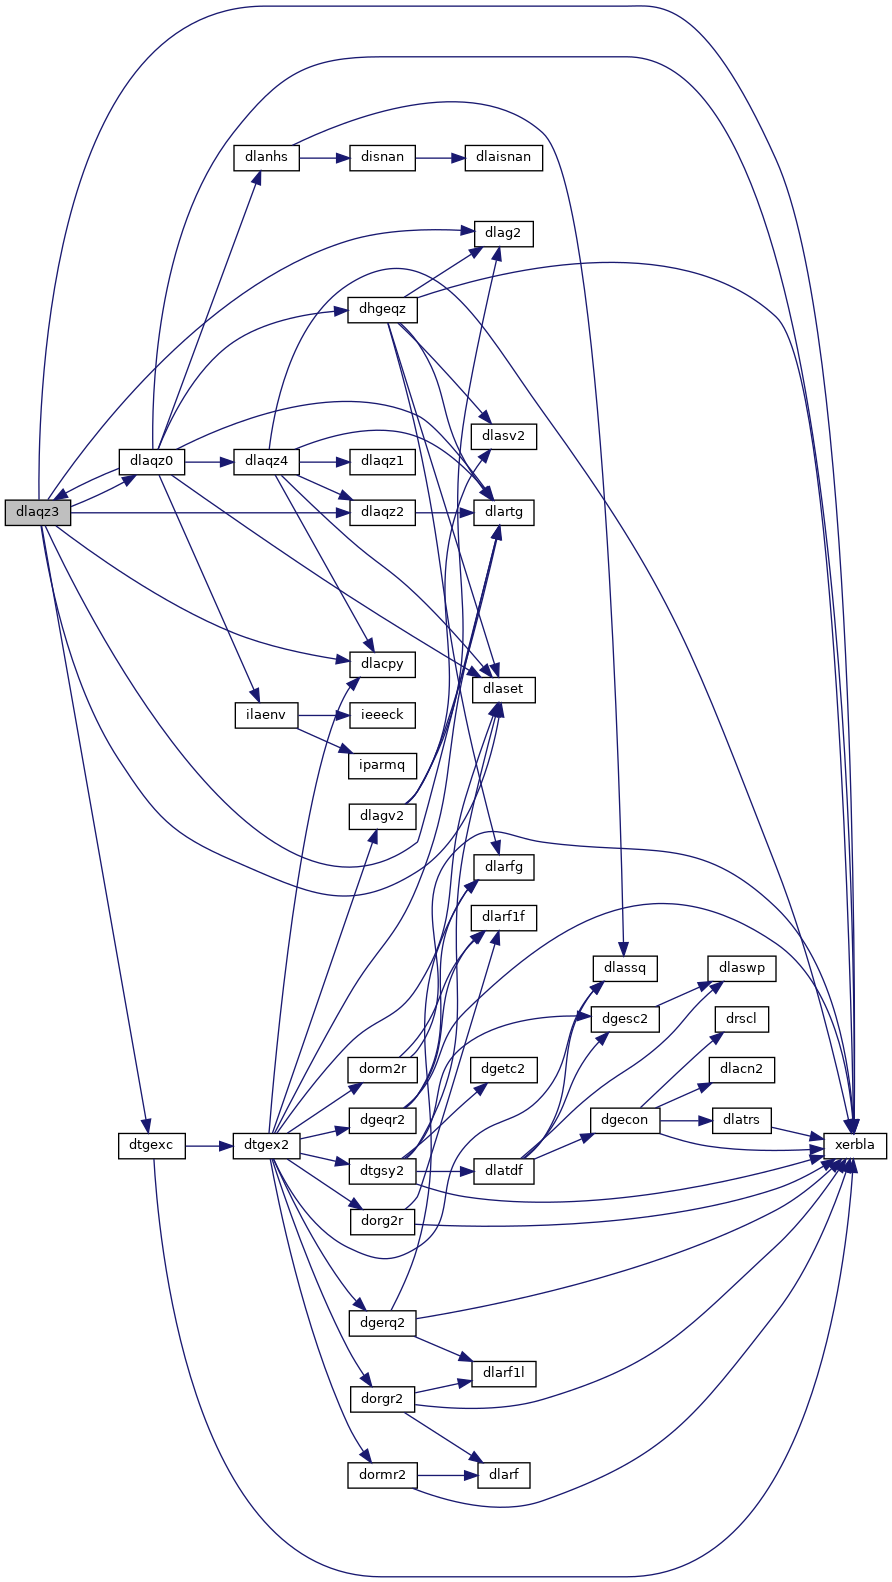 dlanhs
disnan
dlaisnan
dlag2
dhgeqz
dlasv2
dlaqz0
dlaqz4
dlaqz1
dlaqz3
dlaqz2
dlartg
dlacpy
dlaset
ilaenv
ieeeck
iparmq
dlagv2
dlarfg
dlarf1f
dlassq
dlaswp
dgesc2
drscl
dorm2r
dgetc2
dlacn2
dgeqr2
dgecon
dlatrs
dtgexc
dtgex2
xerbla
dtgsy2
dlatdf
dorg2r
dgerq2
dlarf1l
dorgr2
dormr2
dlarf